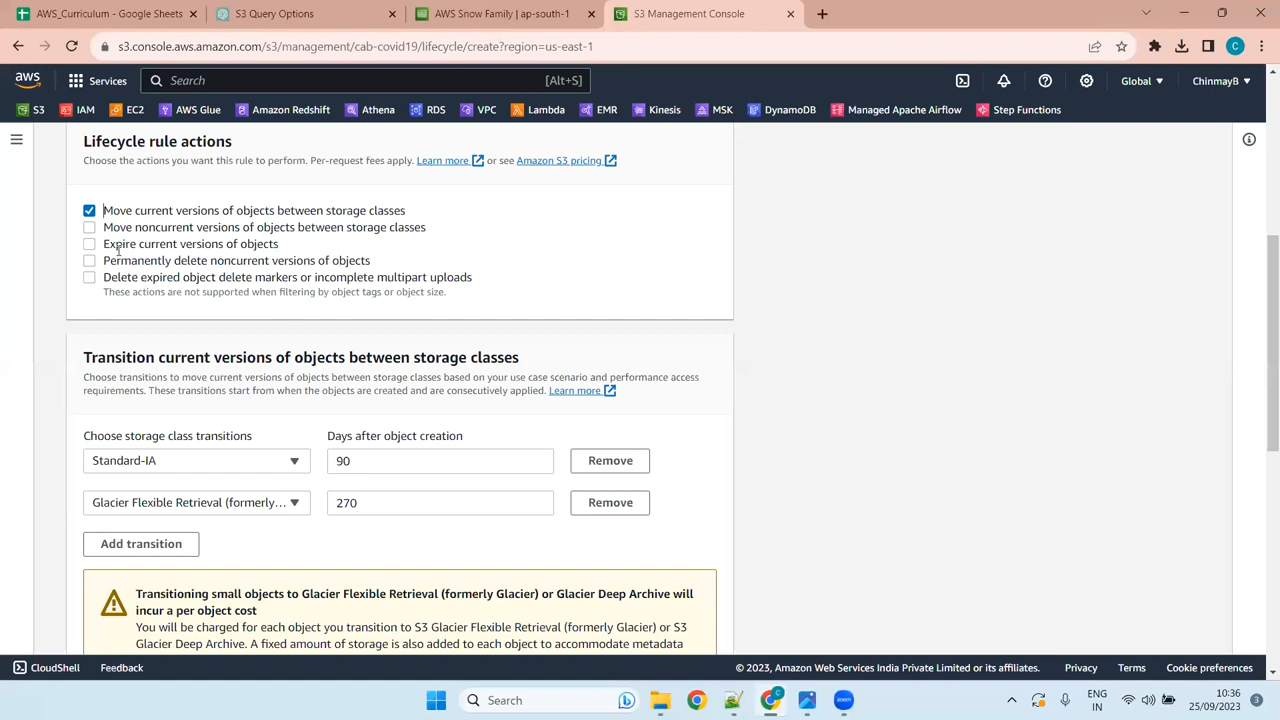 AWS_Curriculum - Google Sheets
S3 Query Options
AWS Snow Family | ap-south-1
S3 Management Console
s3.console.aws.amazon.com/s3/management/cab-covid19/lifecycle/create?region=us-east-1
C
aws
Services
Search
[Alt+S]
Global
ChinmayB
S3
IAM
EC2
AWS Glue
Amazon Redshift
Athena
RDS
VPC
Lambda
EMR
Kinesis
MSK
DynamoDB
Managed Apache Airflow
Step Functions
Lifecycle rule actions
Choose the actions you want this rule to perform. Per-request fees apply. Learn more or see Amazon S3 pricing
Move current versions of objects between storage classes
Move noncurrent versions of objects between storage classes
Expire current versions of objects
Permanently delete noncurrent versions of objects
Delete expired object delete markers or incomplete multipart uploads
These actions are not supported when filtering by object tags or object size.
Transition current versions of objects between storage classes
Choose transitions to move current versions of objects between storage classes based on your use case scenario and performance access
requirements. These transitions start from when the objects are created and are consecutively applied. Learn more
Choose storage class transitions
Days after object creation
Standard-IA
90
Remove
Glacier Flexible Retrieval (formerly...
270
Remove
Add transition
Transitioning small objects to Glacier Flexible Retrieval (formerly Glacier) or Glacier Deep Archive will
incur a per object cost
You will be charged for each object you transition to S3 Glacier Flexible Retrieval (formerly Glacier) or S3
Glacier Deep Archive. A fixed amount of storage is also added to each object to accommodate metadata
CloudShell
Feedback
© 2023, Amazon Web Services India Private Limited or its affiliates.
Privacy
Terms
Cookie preferences
Search
zoom
ENG
IN
10:36
25/09/2023
3